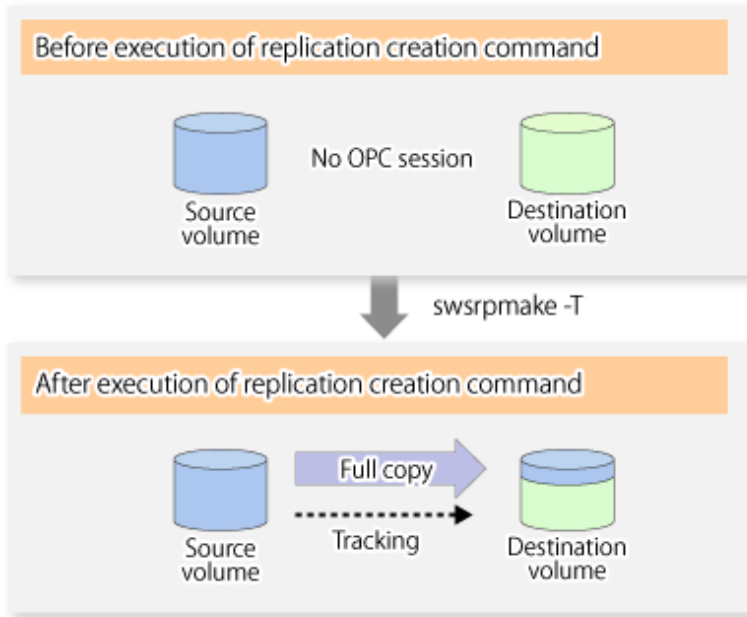 Before execution of replication creation command
No OPC session
Source
volume
Destination
volume
swsrpmake -T
After execution of replication creation command
Full copy
Tracking
Source
volume
Destination
volume